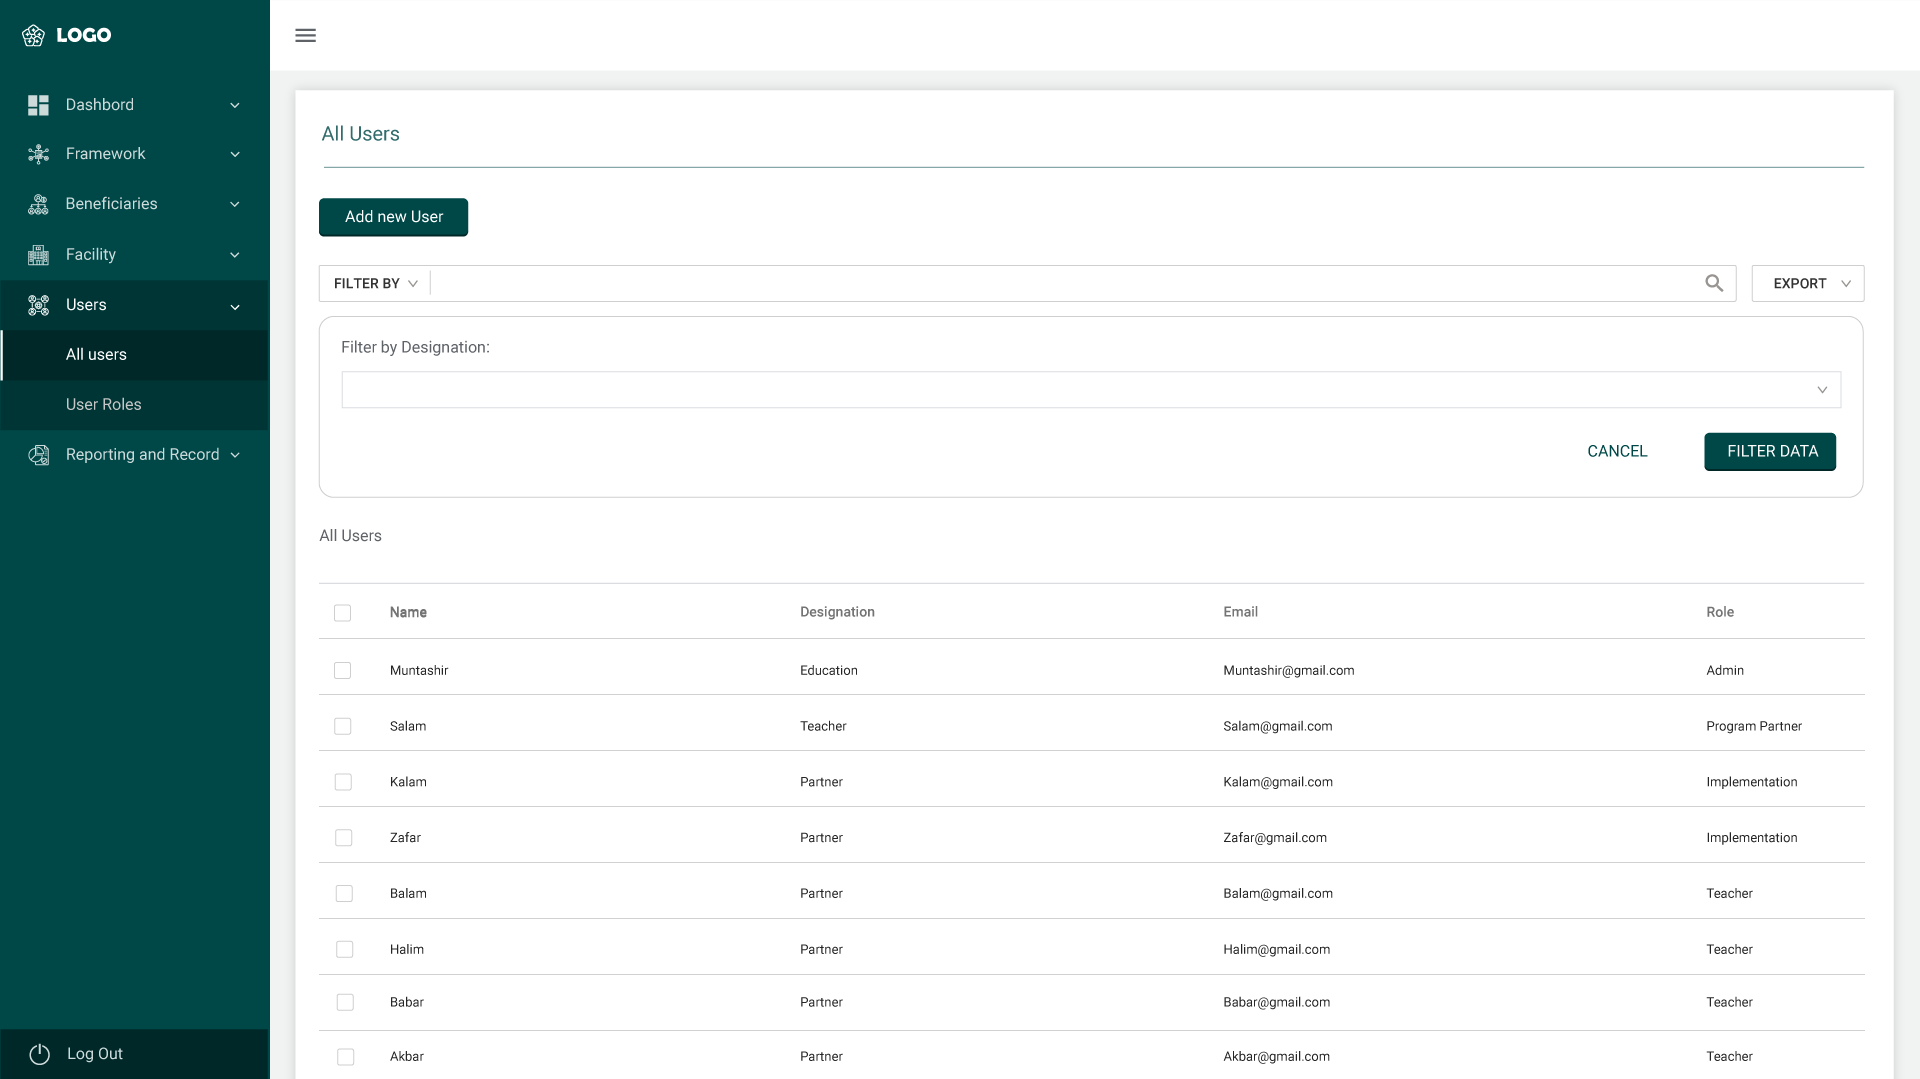 LOGO
Dashbord
Framework
Beneficiaries
Facility
Users
All users
User Roles
Reporting and Record
Log Out
All Users
Add new User
FILTER BY
EXPORT
Filter by Designation:
CANCEL FILTER DATA
All Users
Name Designation Email Role
Muntashir Education Muntashir@gmail.com Admin
Salam Teacher Salam@gmail.com Program Partner
Kalam Partner Kalam@gmail.com Implementation
Zafar Partner Zafar@gmail.com Implementation
Balam Partner Balam@gmail.com Teacher
Halim Partner Halim@gmail.com Teacher
Babar Partner Babar@gmail.com Teacher
Akbar Partner Akbar@gmail.com Teacher